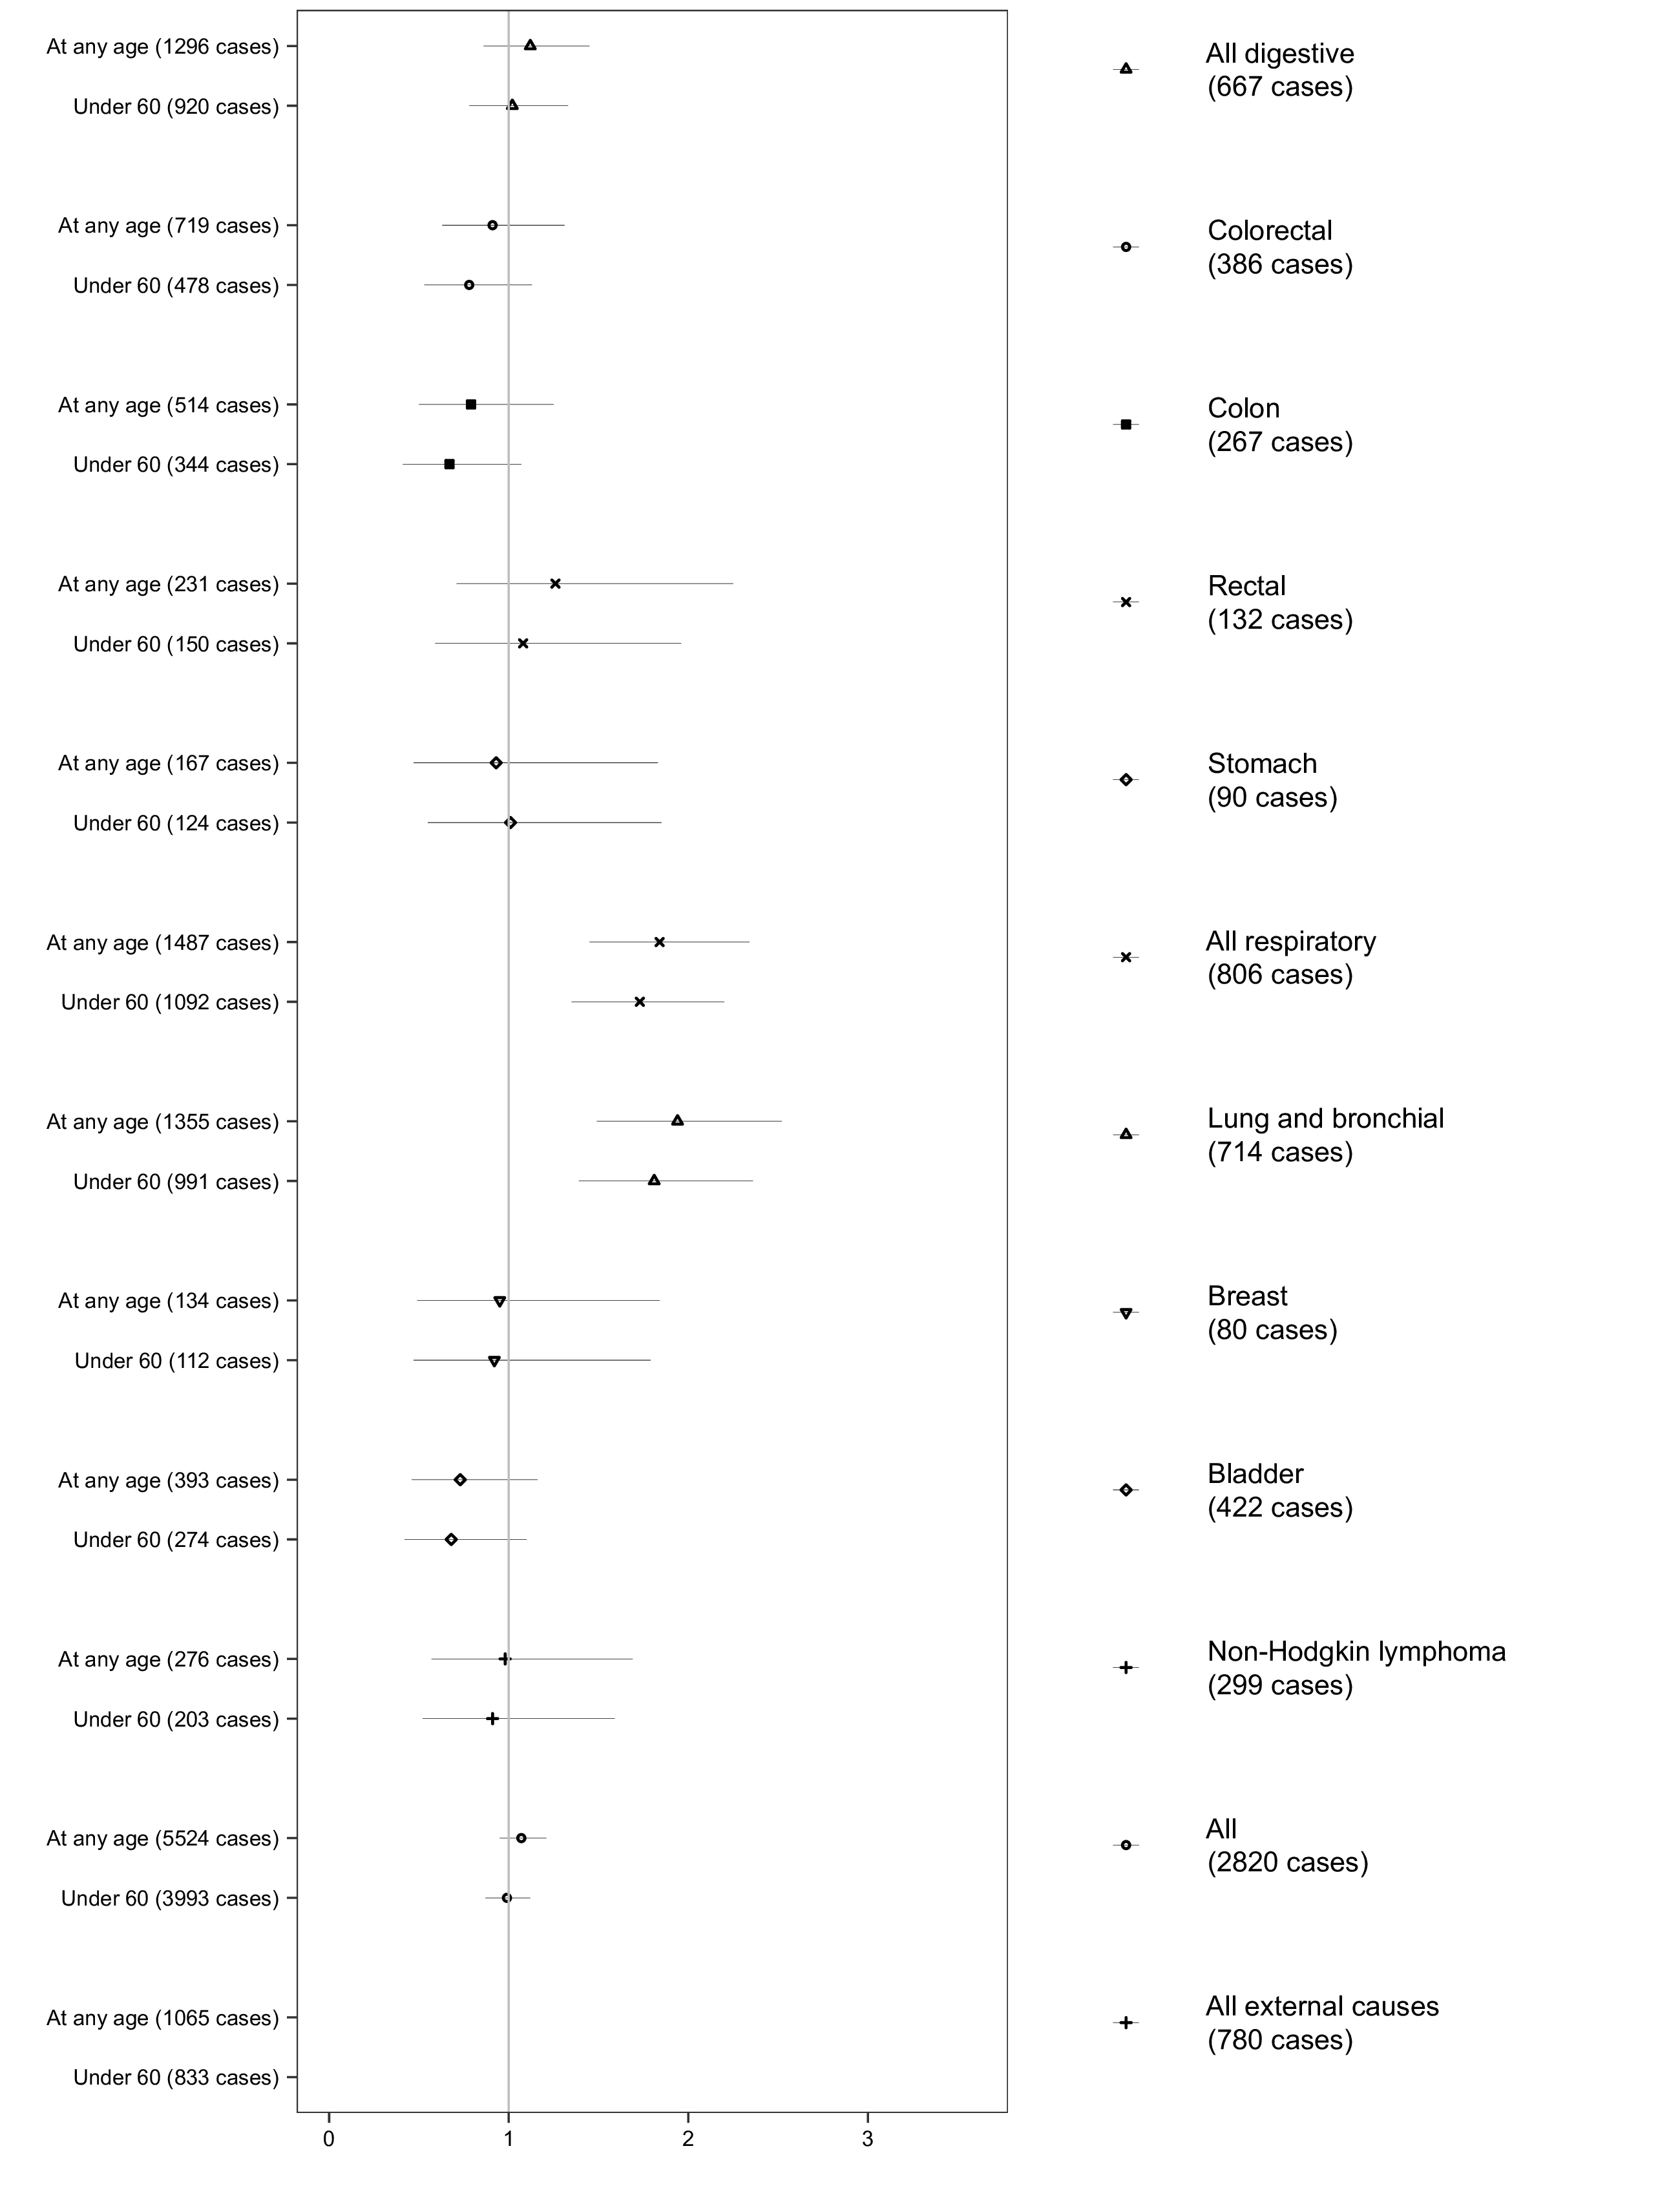 At any age (1296 cases)
Under 60 (920 cases)
All digestive
(667 cases)
At any age (719 cases)
Under 60 (478 cases)
Colorectal
(386 cases)
At any age (514 cases)
Under 60 (344 cases)
Colon
(267 cases)
At any age (231 cases)
Under 60 (150 cases)
Rectal
(132 cases)
At any age (167 cases)
Under 60 (124 cases)
Stomach
(90 cases)
At any age (1487 cases)
Under 60 (1092 cases)
All respiratory
(806 cases)
At any age (1355 cases)
Under 60 (991 cases)
Lung and bronchial
(714 cases)
At any age (134 cases)
Under 60 (112 cases)
Breast
(80 cases)
At any age (393 cases)
Under 60 (274 cases)
Bladder
(422 cases)
At any age (276 cases)
Under 60 (203 cases)
Non-Hodgkin lymphoma
(299 cases)
At any age (5524 cases)
Under 60 (3993 cases)
All
(2820 cases)
At any age (1065 cases)
Under 60 (833 cases)
All external causes
(780 cases)
0 1 2 3